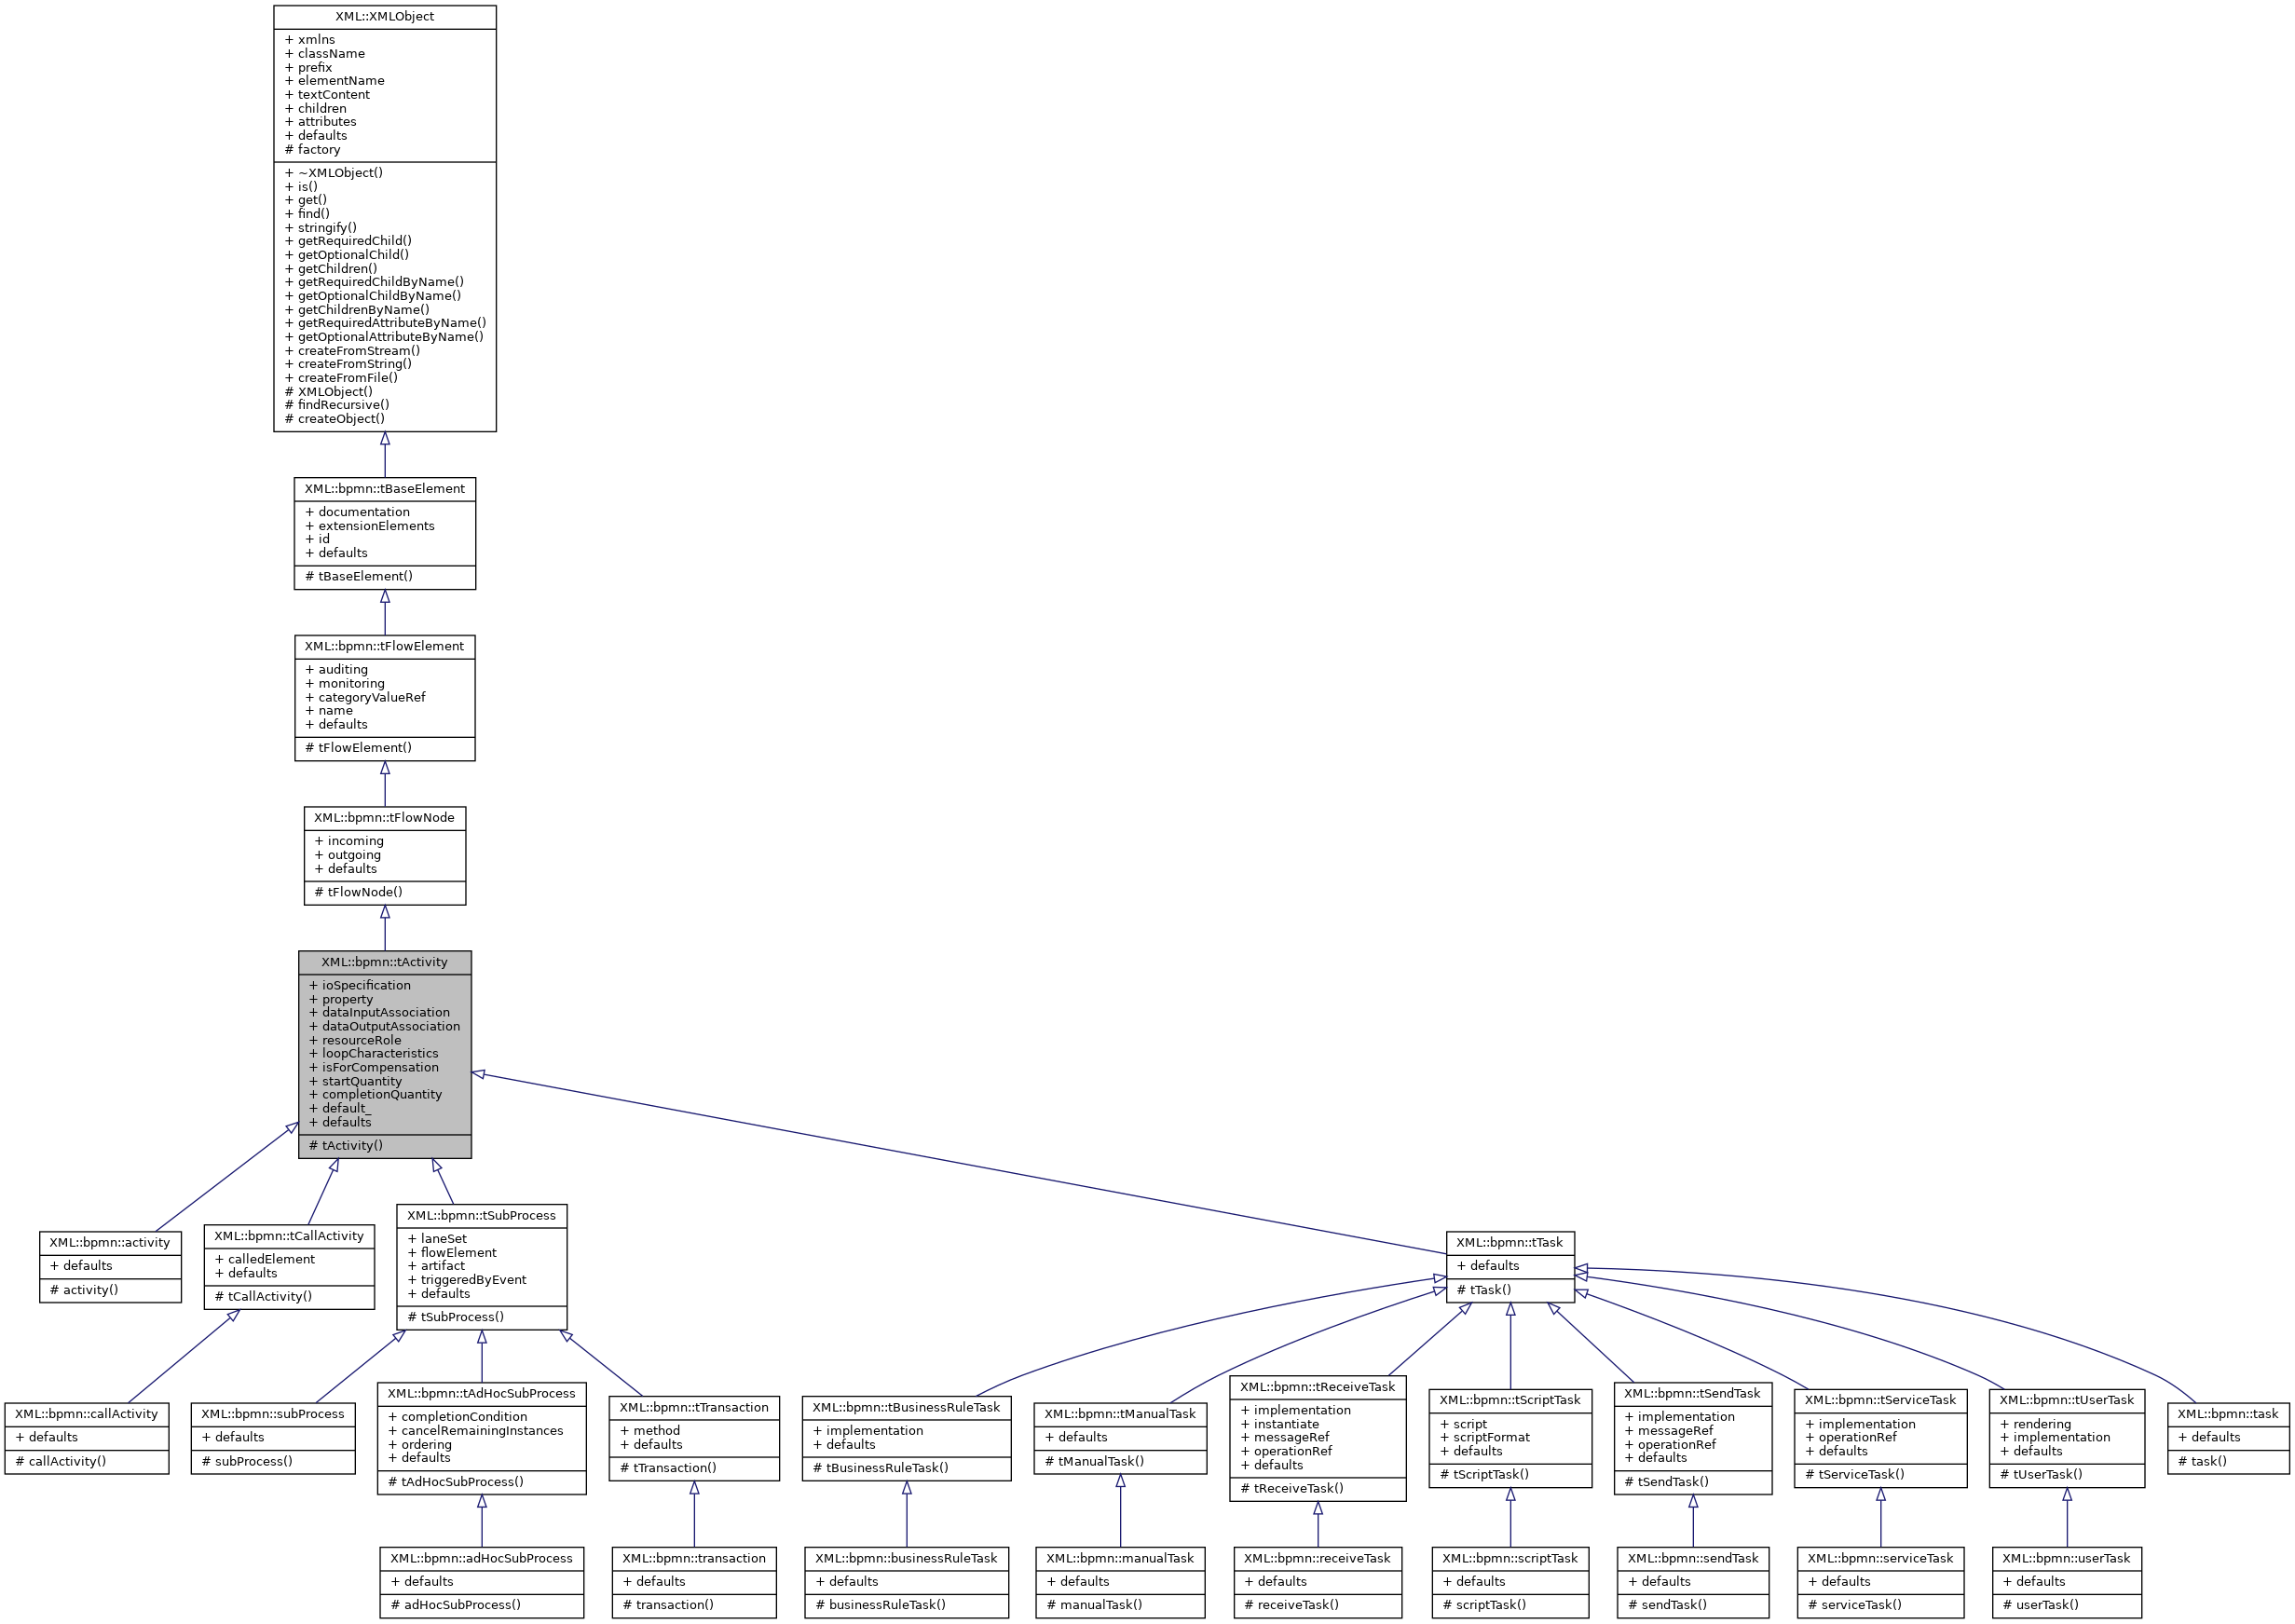 XML::XMLObject
+ xmlns
+ className
+ prefix
+ elementName
+ textContent
+ children
+ attributes
+ defaults
# factory
+ ~XMLObject()
+ is()
+ get()
+ find()
+ stringify()
+ getRequiredChild()
+ getOptionalChild()
+ getChildren()
+ getRequiredChildByName()
+ getOptionalChildByName()
+ getChildrenByName()
+ getRequiredAttributeByName()
+ getOptionalAttributeByName()
+ createFromStream()
+ createFromString()
+ createFromFile()
# XMLObject()
# findRecursive()
# createObject()
XML::bpmn::tBaseElement
+ documentation
+ extensionElements
+ id
+ defaults
# tBaseElement()
XML::bpmn::tFlowElement
+ auditing
+ monitoring
+ categoryValueRef
+ name
+ defaults
# tFlowElement()
XML::bpmn::tFlowNode
+ incoming
+ outgoing
+ defaults
# tFlowNode()
XML::bpmn::tActivity
+ ioSpecification
+ property
+ dataInputAssociation
+ dataOutputAssociation
+ resourceRole
+ loopCharacteristics
+ isForCompensation
+ startQuantity
+ completionQuantity
+ default_
+ defaults
# tActivity()
XML::bpmn::activity
+ defaults
# activity()
XML::bpmn::tCallActivity
+ calledElement
+ defaults
# tCallActivity()
XML::bpmn::tSubProcess
+ laneSet
+ flowElement
+ artifact
+ triggeredByEvent
+ defaults
# tSubProcess()
XML::bpmn::tTask
+ defaults
# tTask()
XML::bpmn::callActivity
+ defaults
# callActivity()
XML::bpmn::subProcess
+ defaults
# subProcess()
XML::bpmn::tAdHocSubProcess
+ completionCondition
+ cancelRemainingInstances
+ ordering
+ defaults
# tAdHocSubProcess()
XML::bpmn::tTransaction
+ method
+ defaults
# tTransaction()
XML::bpmn::tBusinessRuleTask
+ implementation
+ defaults
# tBusinessRuleTask()
XML::bpmn::tManualTask
+ defaults
# tManualTask()
XML::bpmn::tReceiveTask
+ implementation
+ instantiate
+ messageRef
+ operationRef
+ defaults
# tReceiveTask()
XML::bpmn::tScriptTask
+ script
+ scriptFormat
+ defaults
# tScriptTask()
XML::bpmn::tSendTask
+ implementation
+ messageRef
+ operationRef
+ defaults
# tSendTask()
XML::bpmn::tServiceTask
+ implementation
+ operationRef
+ defaults
# tServiceTask()
XML::bpmn::tUserTask
+ rendering
+ implementation
+ defaults
# tUserTask()
XML::bpmn::task
+ defaults
# task()
XML::bpmn::adHocSubProcess
+ defaults
# adHocSubProcess()
XML::bpmn::transaction
+ defaults
# transaction()
XML::bpmn::businessRuleTask
+ defaults
# businessRuleTask()
XML::bpmn::manualTask
+ defaults
# manualTask()
XML::bpmn::receiveTask
+ defaults
# receiveTask()
XML::bpmn::scriptTask
+ defaults
# scriptTask()
XML::bpmn::sendTask
+ defaults
# sendTask()
XML::bpmn::serviceTask
+ defaults
# serviceTask()
XML::bpmn::userTask
+ defaults
# userTask()